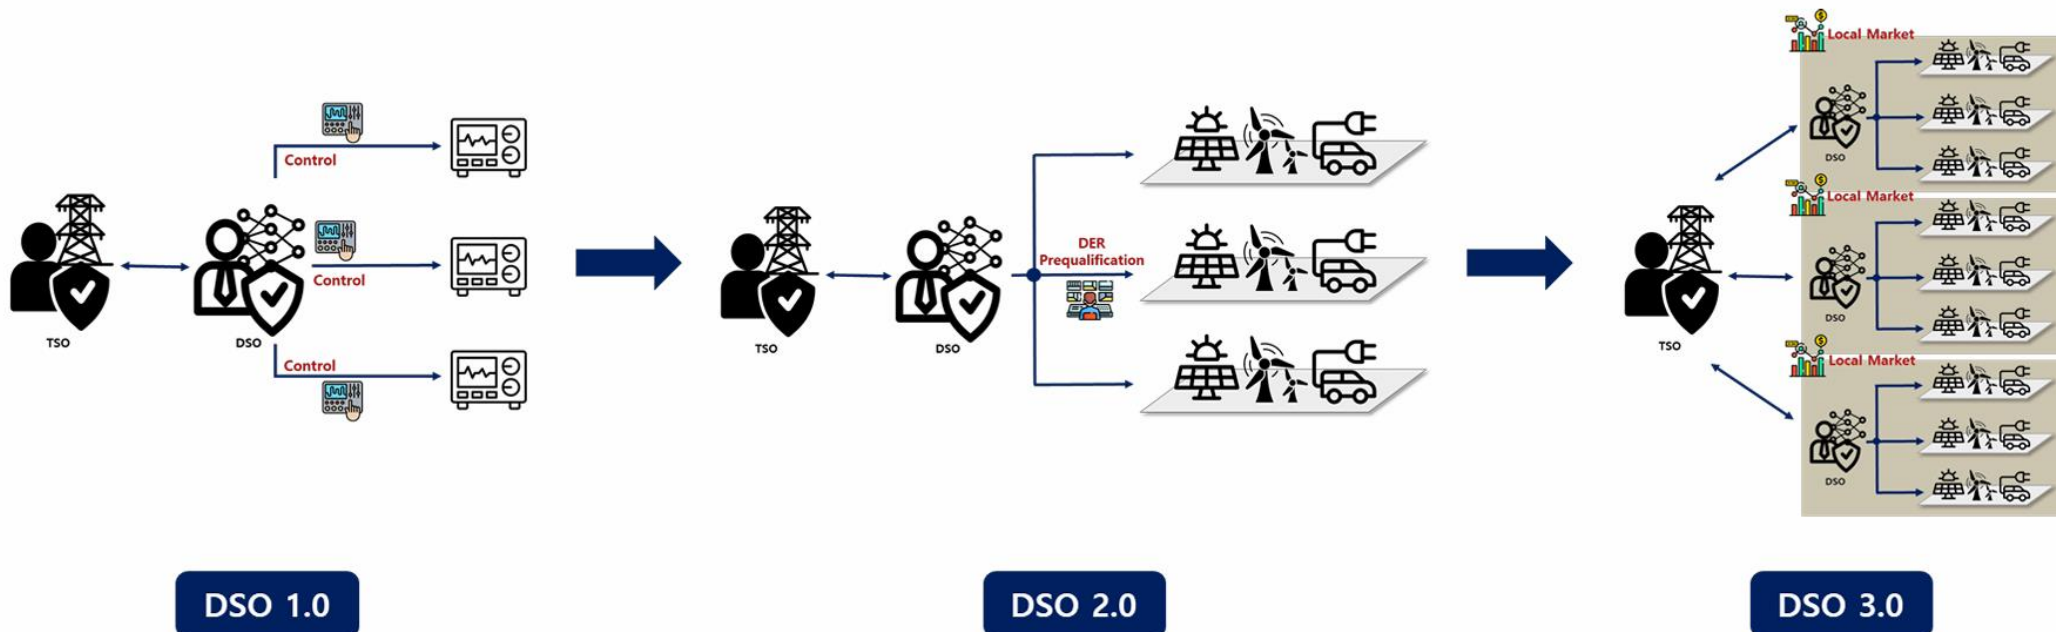 Control
Control
Control
TSO
DSO
DSO 1.0
DER
Prequalification
TSO
DSO
DSO 2.0
Local Market
DSO
Local Market
DSO
TSO
Local Market
DSO
DSO 3.0